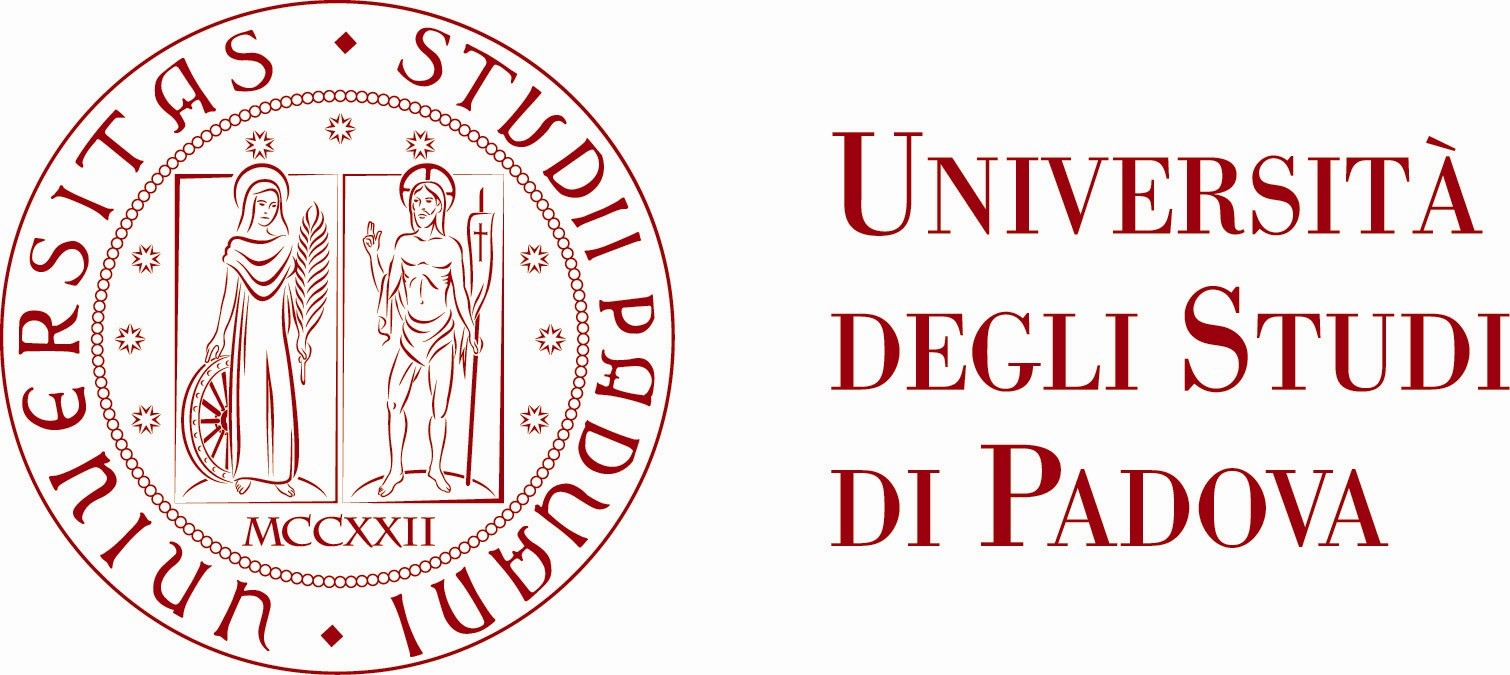 UNIVERSITAS · STUDII PADUANI ·
MCCXXII
UNIVERSITÀ
DEGLI STUDI
DI PADOVA